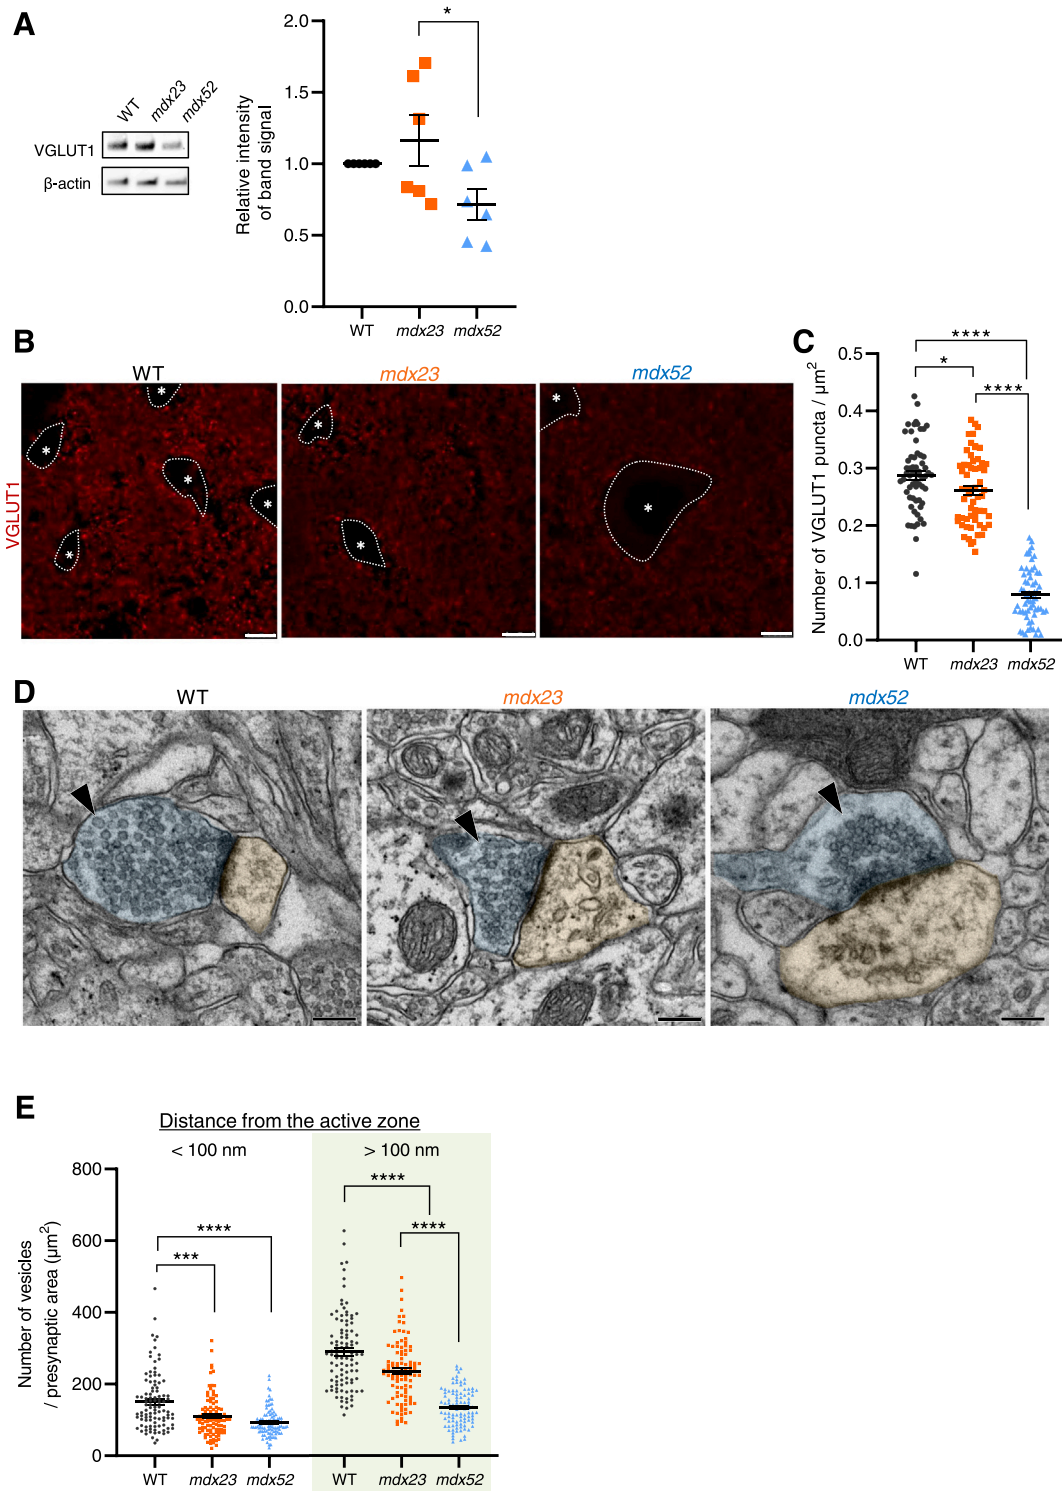 A
WT
mdx23
mdx52
VGLUT1
β-actin
Relative intensity
of band signal
2.0
1.5
1.0
0.5
0.0
*
WT
mdx23
mdx52
B
WT
mdx23
mdx52
VGLUT1
*
*
*
*
*
*
*
*
*
C
Number of VGLUT1 puncta / µm2
0.5
0.4
0.3
0.2
0.1
0.0
****
*
****
WT
mdx23
mdx52
D
WT
mdx23
mdx52
E
Distance from the active zone
< 100 nm
> 100 nm
Number of vesicles
/ presynaptic area (µm2)
800
600
400
200
0
****
***
****
****
WT
mdx23
mdx52
WT
mdx23
mdx52